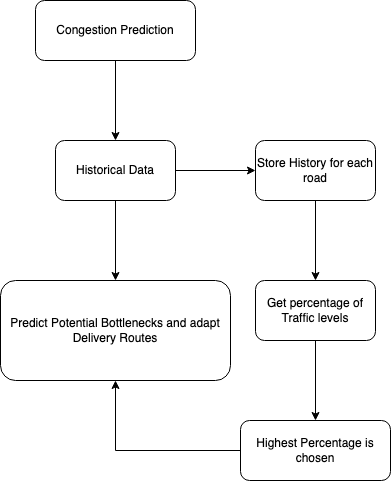 Congestion Prediction
Historical Data
Store History for each
road
Predict Potential Bottlenecks and adapt
Delivery Routes
Get percentage of
Traffic levels
Highest Percentage is
chosen